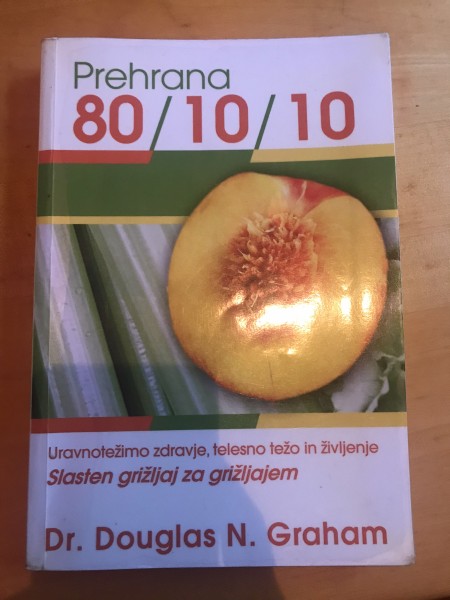 Prehrana
80/10/10
Uravnotežimo zdravje, telesno težo in življenje
Slasten grižljaj za grižljajem
Dr. Douglas N. Graham